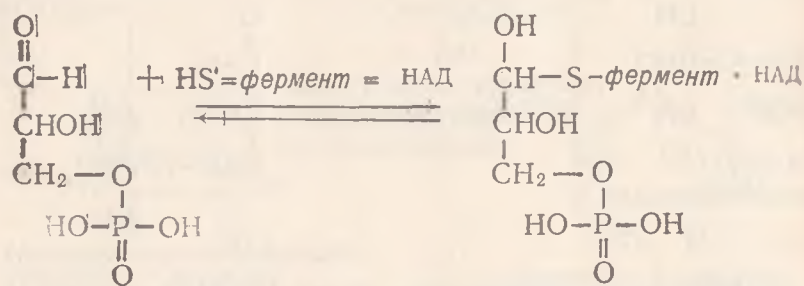 O OH
C—H + HS=фермент = НАД CH—S—фермент · НАД
CHOH CHOH
CH₂—O CH₂—O
HO—P—OH HO—P—OH
O O